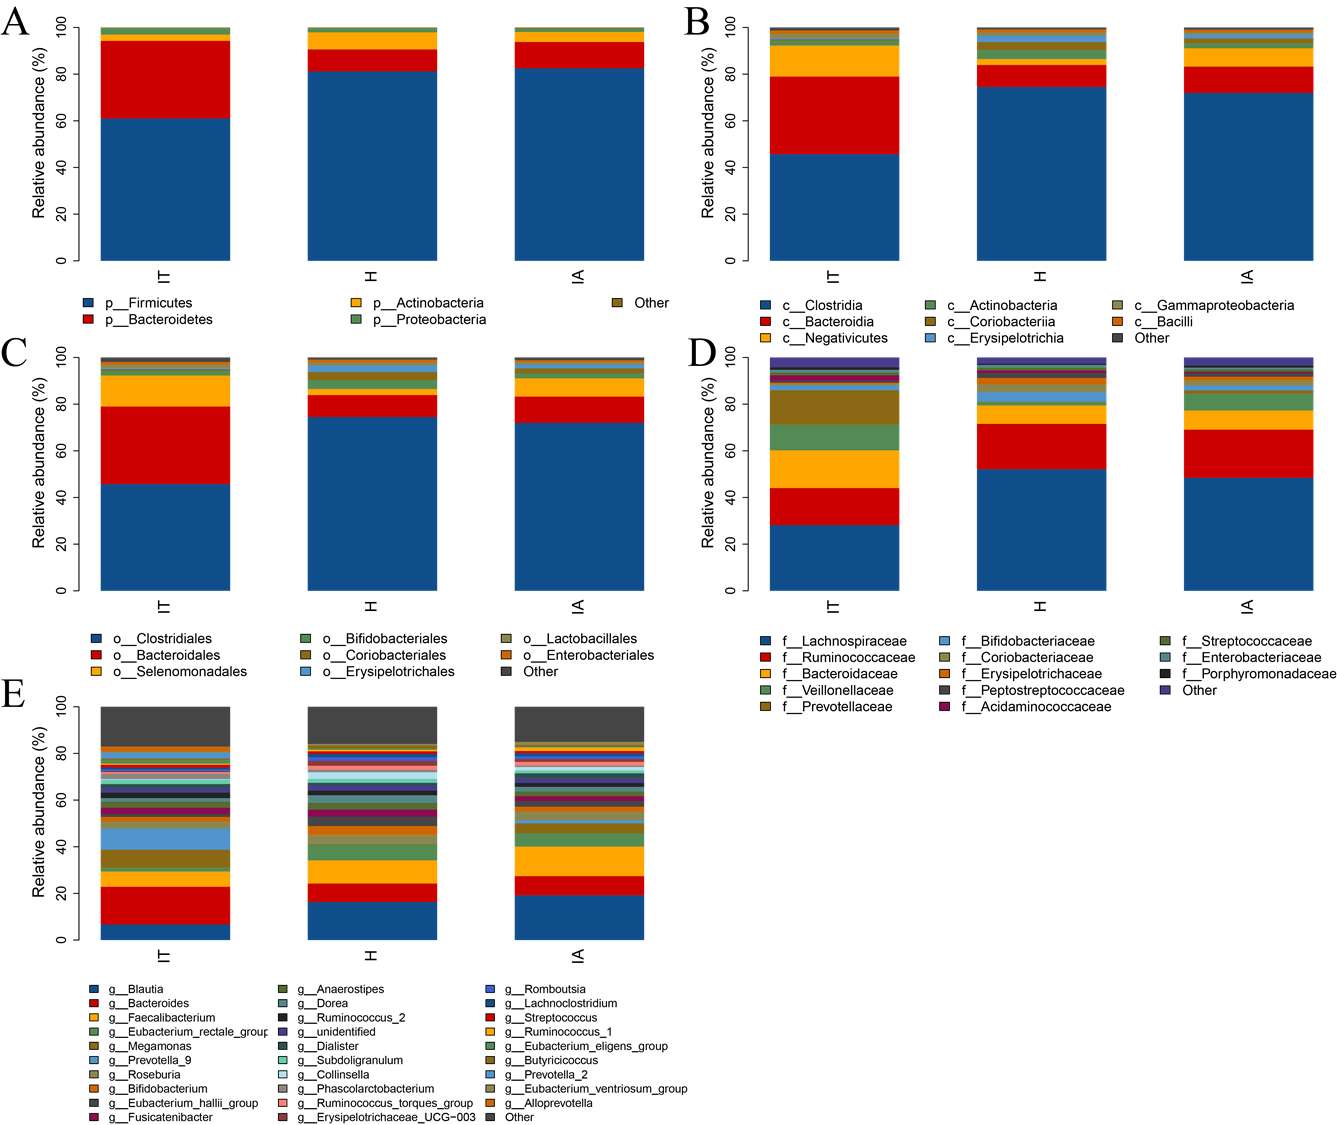 A
Relative abundance (%)
100
80
60
40
20
0
IT
H
IA
p__Firmicutes
p__Bacteroidetes
p__Actinobacteria
p__Proteobacteria
Other
B
Relative abundance (%)
100
80
60
40
20
0
IT
H
IA
c__Clostridia
c__Bacteroidia
c__Negativicutes
c__Actinobacteria
c__Coriobacteriia
c__Erysipelotrichia
c__Gammaproteobacteria
c__Bacilli
Other
C
Relative abundance (%)
100
80
60
40
20
0
IT
H
IA
o__Clostridiales
o__Bacteroidales
o__Selenomonadales
o__Bifidobacteriales
o__Coriobacteriales
o__Erysipelotrichales
o__Lactobacillales
o__Enterobacteriales
Other
D
Relative abundance (%)
100
80
60
40
20
0
IT
H
IA
f__Lachnospiraceae
f__Ruminococcaceae
f__Bacteroidaceae
f__Veillonellaceae
f__Prevotellaceae
f__Bifidobacteriaceae
f__Coriobacteriaceae
f__Erysipelotrichaceae
f__Peptostreptococcaceae
f__Acidaminococcaceae
f__Streptococcaceae
f__Enterobacteriaceae
f__Porphyromonadaceae
Other
E
Relative abundance (%)
100
80
60
40
20
0
IT
H
IA
g__Blautia
g__Bacteroides
g__Faecalibacterium
g__Eubacterium_rectale_group
g__Megamonas
g__Prevotella_9
g__Roseburia
g__Bifidobacterium
g__Eubacterium_hallii_group
g__Fusicatenibacter
g__Anaerostipes
g__Dorea
g__Ruminococcus_2
g__unidentified
g__Dialister
g__Subdoligranulum
g__Collinsella
g__Phascolarctobacterium
g__Ruminococcus_torques_group
g__Erysipelotrichaceae_UCG−003
g__Romboutsia
g__Lachnoclostridium
g__Streptococcus
g__Ruminococcus_1
g__Eubacterium_eligens_group
g__Butyricicoccus
g__Prevotella_2
g__Eubacterium_ventriosum_group
g__Alloprevotella
Other